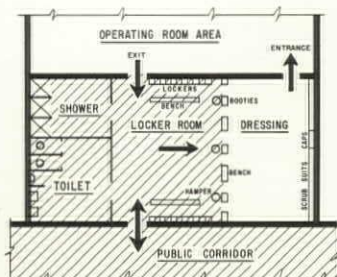 OPERATING ROOM AREA
EXIT
ENTRANCE
LOCKERS
BENCH
BOOTIES
SHOWER
LOCKER ROOM
DRESSING
TOILET
BENCH
HAMPER
SCRUB SUITS CAPS
PUBLIC CORRIDOR